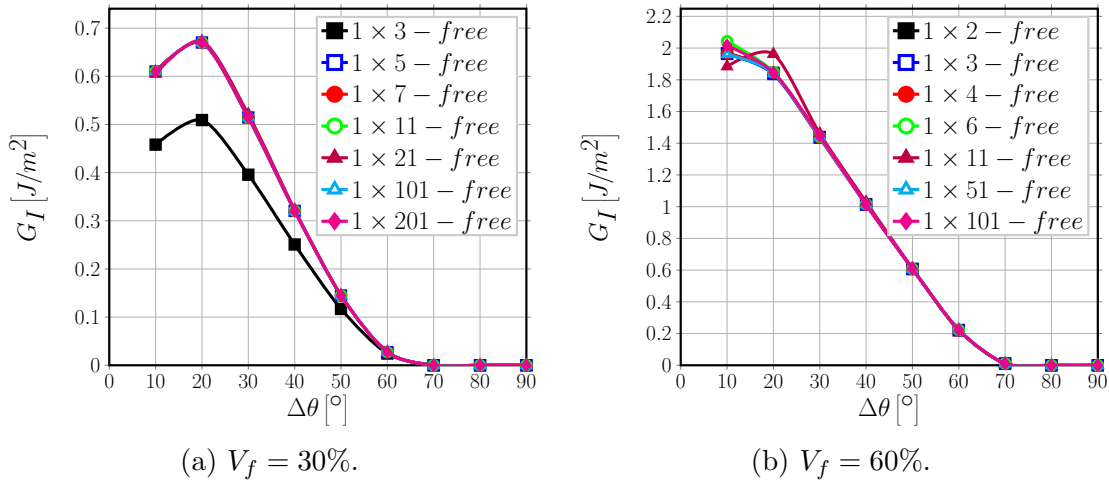 0.7
0.6
0.5
0.4
0.3
0.2
0.1
0
0
10
20
30
40
50
60
70
80
90
G_I [J/m²]
Δθ [°]
1 × 3 − free
1 × 5 − free
1 × 7 − free
1 × 11 − free
1 × 21 − free
1 × 101 − free
1 × 201 − free
(a) V_f = 30%.
2.2
2
1.8
1.6
1.4
1.2
1
0.8
0.6
0.4
0.2
0
0
10
20
30
40
50
60
70
80
90
G_I [J/m²]
Δθ [°]
1 × 2 − free
1 × 3 − free
1 × 4 − free
1 × 6 − free
1 × 11 − free
1 × 51 − free
1 × 101 − free
(b) V_f = 60%.